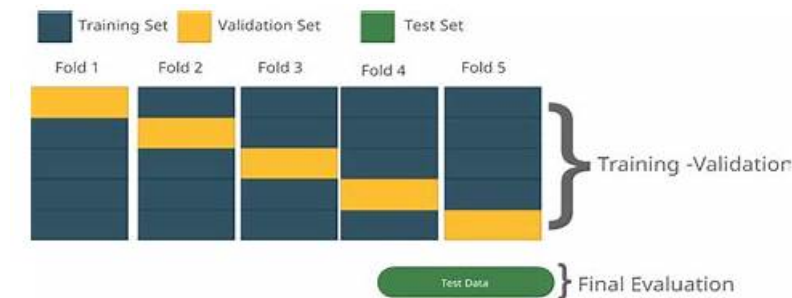 Training Set Validation Set Test Set
Fold 1 Fold 2 Fold 3 Fold 4 Fold 5
Training -Validation
Test Data
Final Evaluation